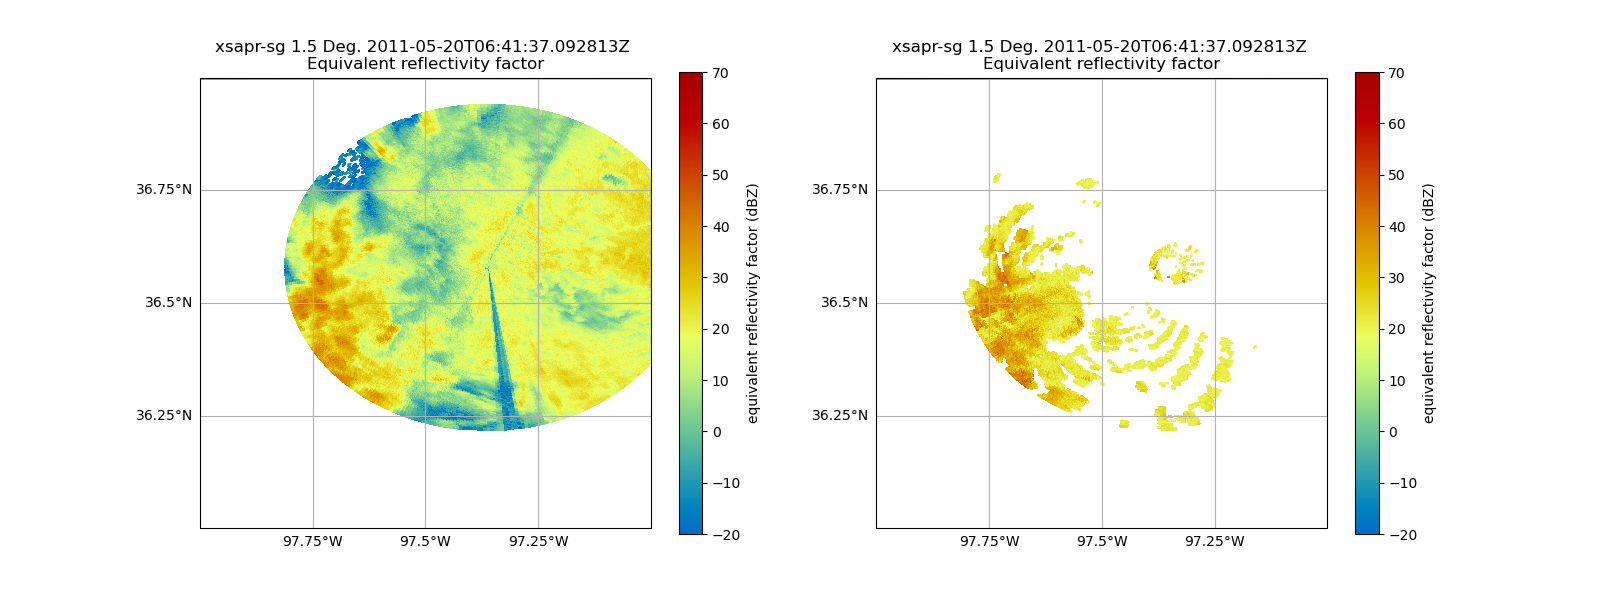 xsapr-sg 1.5 Deg. 2011-05-20T06:41:37.092813Z
Equivalent reflectivity factor
36.75°N
36.5°N
36.25°N
97.75°W
97.5°W
97.25°W
70
60
50
40
30
20
10
0
−10
−20
equivalent reflectivity factor (dBZ)
xsapr-sg 1.5 Deg. 2011-05-20T06:41:37.092813Z
Equivalent reflectivity factor
36.75°N
36.5°N
36.25°N
97.75°W
97.5°W
97.25°W
70
60
50
40
30
20
10
0
−10
−20
equivalent reflectivity factor (dBZ)